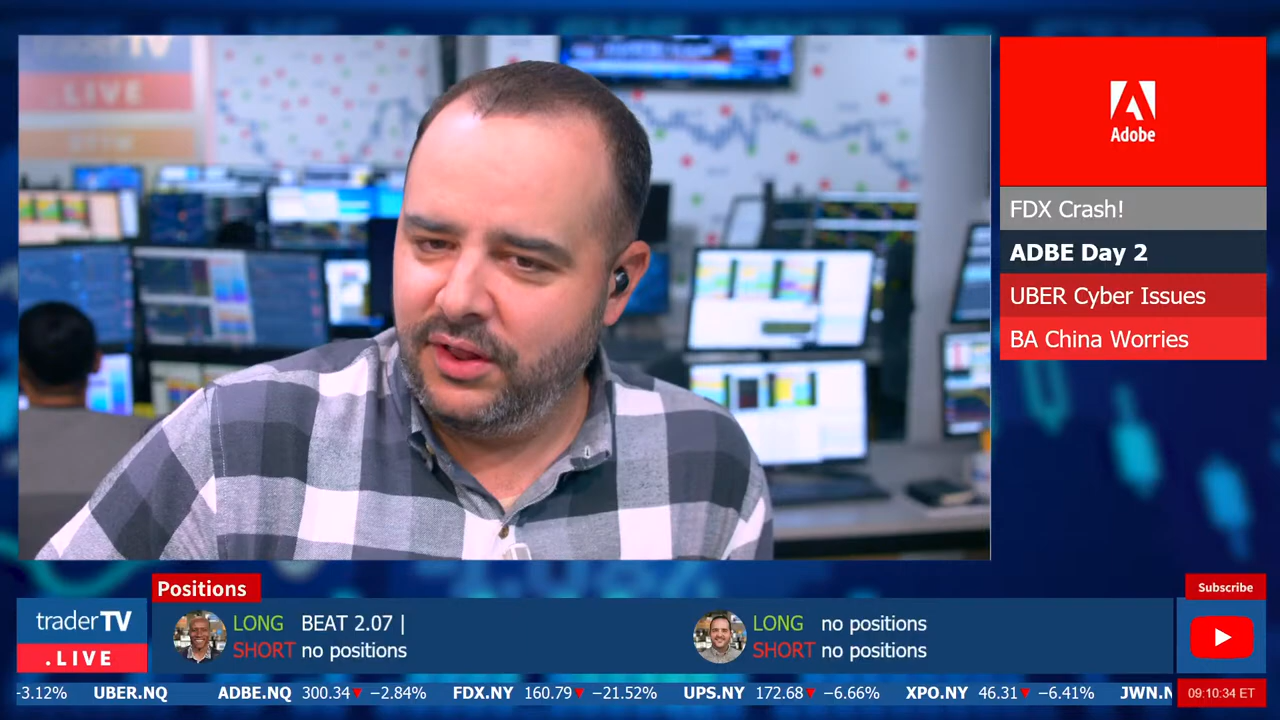 traderTV
LIVE
Adobe
FDX Crash!
ADBE Day 2
UBER Cyber Issues
BA China Worries
Positions
Subscribe
traderTV
.LIVE
LONG BEAT 2.07 |
SHORT no positions
LONG no positions
SHORT no positions
-3.12% UBER.NQ ADBE.NQ 300.34▼ −2.84% FDX.NY 160.79▼ −21.52% UPS.NY 172.68▼ −6.66% XPO.NY 46.31▼ −6.41% JWN.N
09:10:34 ET